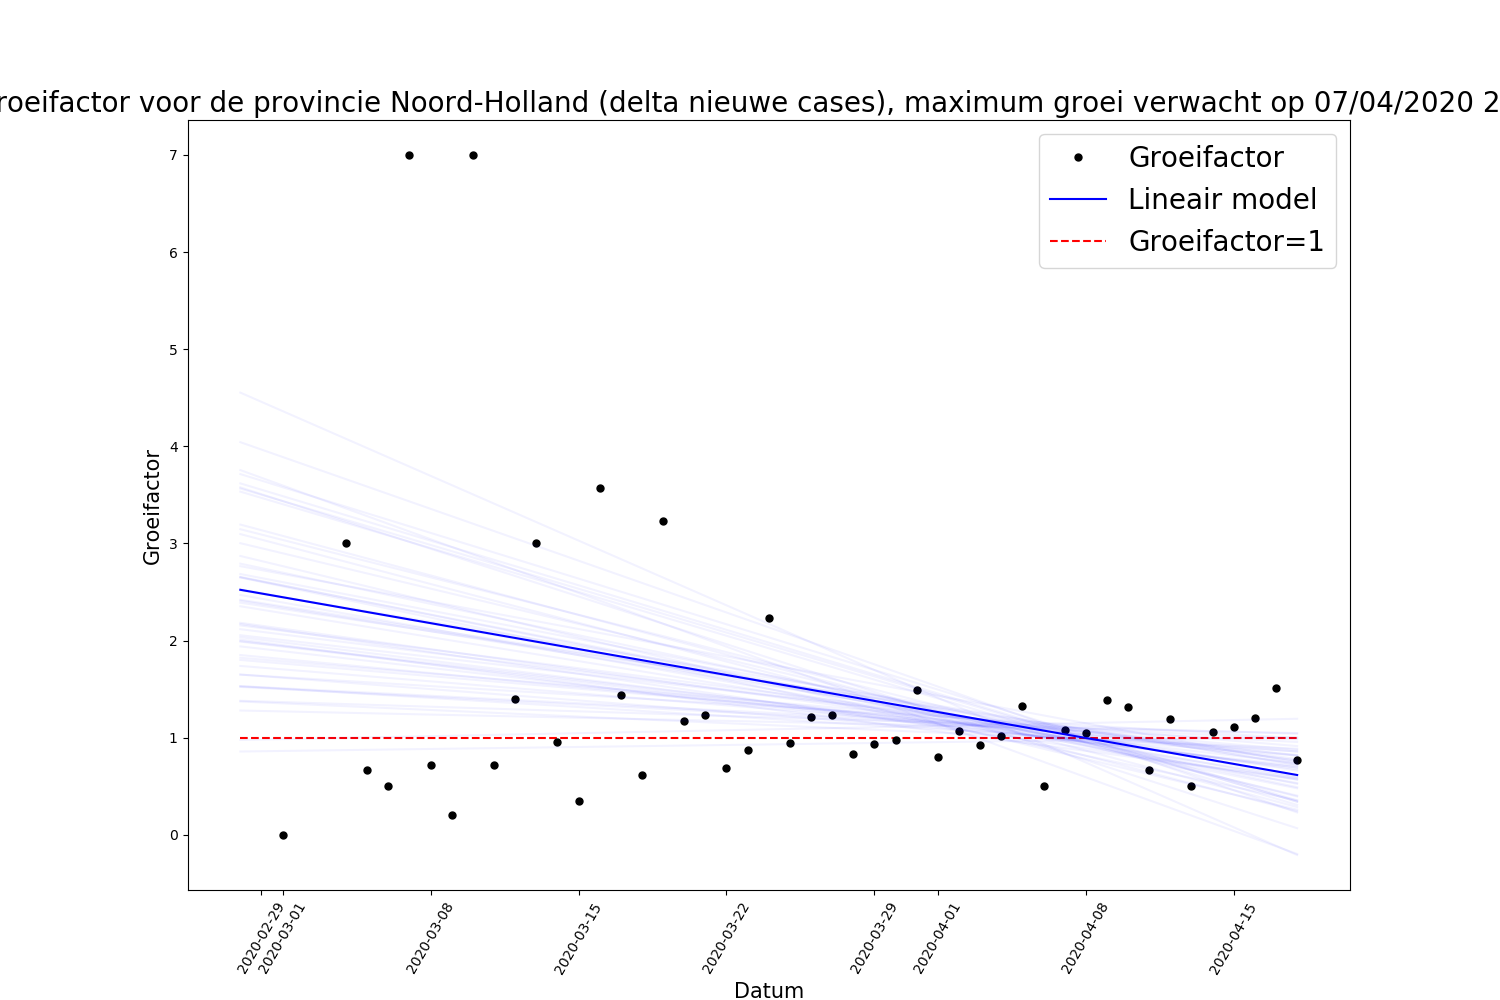 roeifactor voor de provincie Noord-Holland (delta nieuwe cases), maximum groei verwacht op 07/04/2020 2
Groeifactor
Lineair model
Groeifactor=1
Groeifactor
7
6
5
4
3
2
1
0
2020-02-29
2020-03-01
2020-03-08
2020-03-15
2020-03-22
2020-03-29
2020-04-01
2020-04-08
2020-04-15
Datum